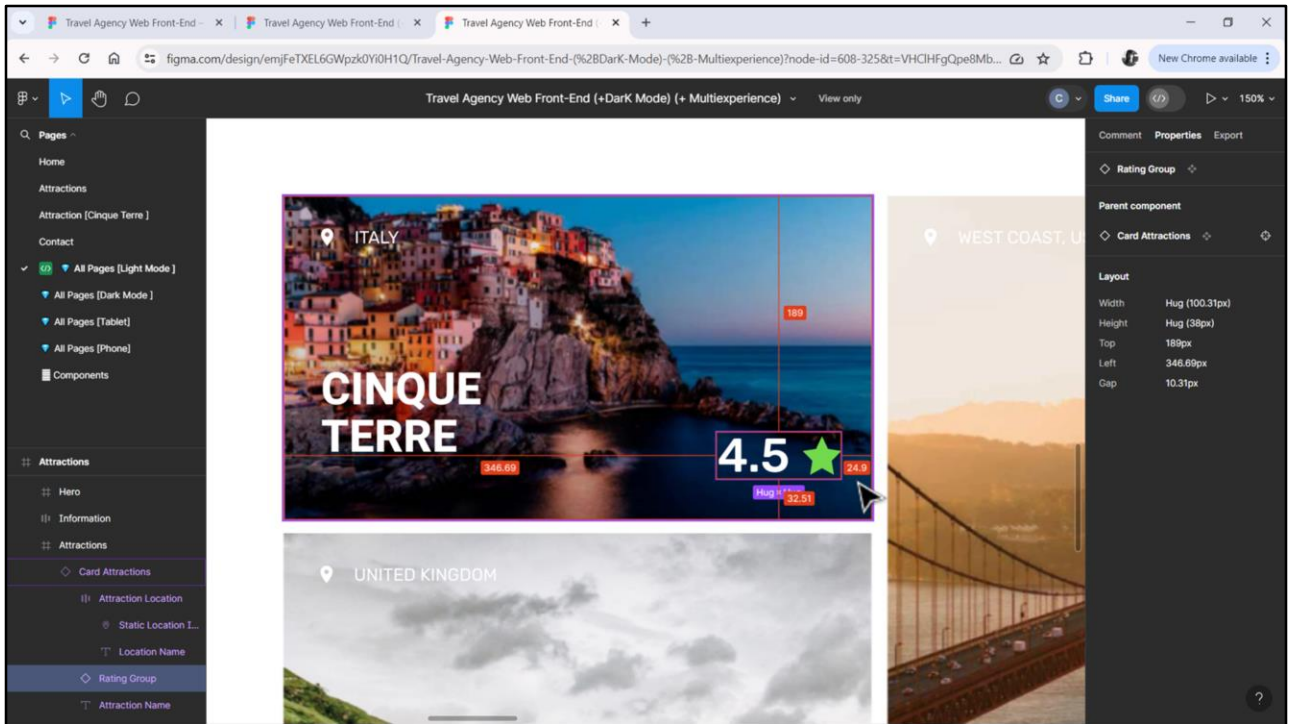 Travel Agency Web Front-End –
Travel Agency Web Front-End (
Travel Agency Web Front-End (
figma.com/design/emjFeTXEL6GWpzk0Yi0H1Q/Travel-Agency-Web-Front-End-(%2BDarK-Mode)-(%2B-Multiexperience)?node-id=608-325&t=VHClHFgQpe8Mb...
New Chrome available
Travel Agency Web Front-End (+DarK Mode) (+ Multiexperience)
View only
C
Share
150%
Pages
Home
Attractions
Attraction [Cinque Terre ]
Contact
All Pages [Light Mode ]
All Pages [Dark Mode ]
All Pages [Tablet]
All Pages [Phone]
Components
Attractions
Hero
Information
Attractions
Card Attractions
Attraction Location
Static Location I...
Location Name
Rating Group
Attraction Name
ITALY
189
CINQUE
TERRE
346.69
4.5
24.9
Hug
32.51
WEST COAST, U
UNITED KINGDOM
Comment Properties Export
Rating Group
Parent component
Card Attractions
Layout
Width Hug (100.31px)
Height Hug (38px)
Top 189px
Left 346.69px
Gap 10.31px
?